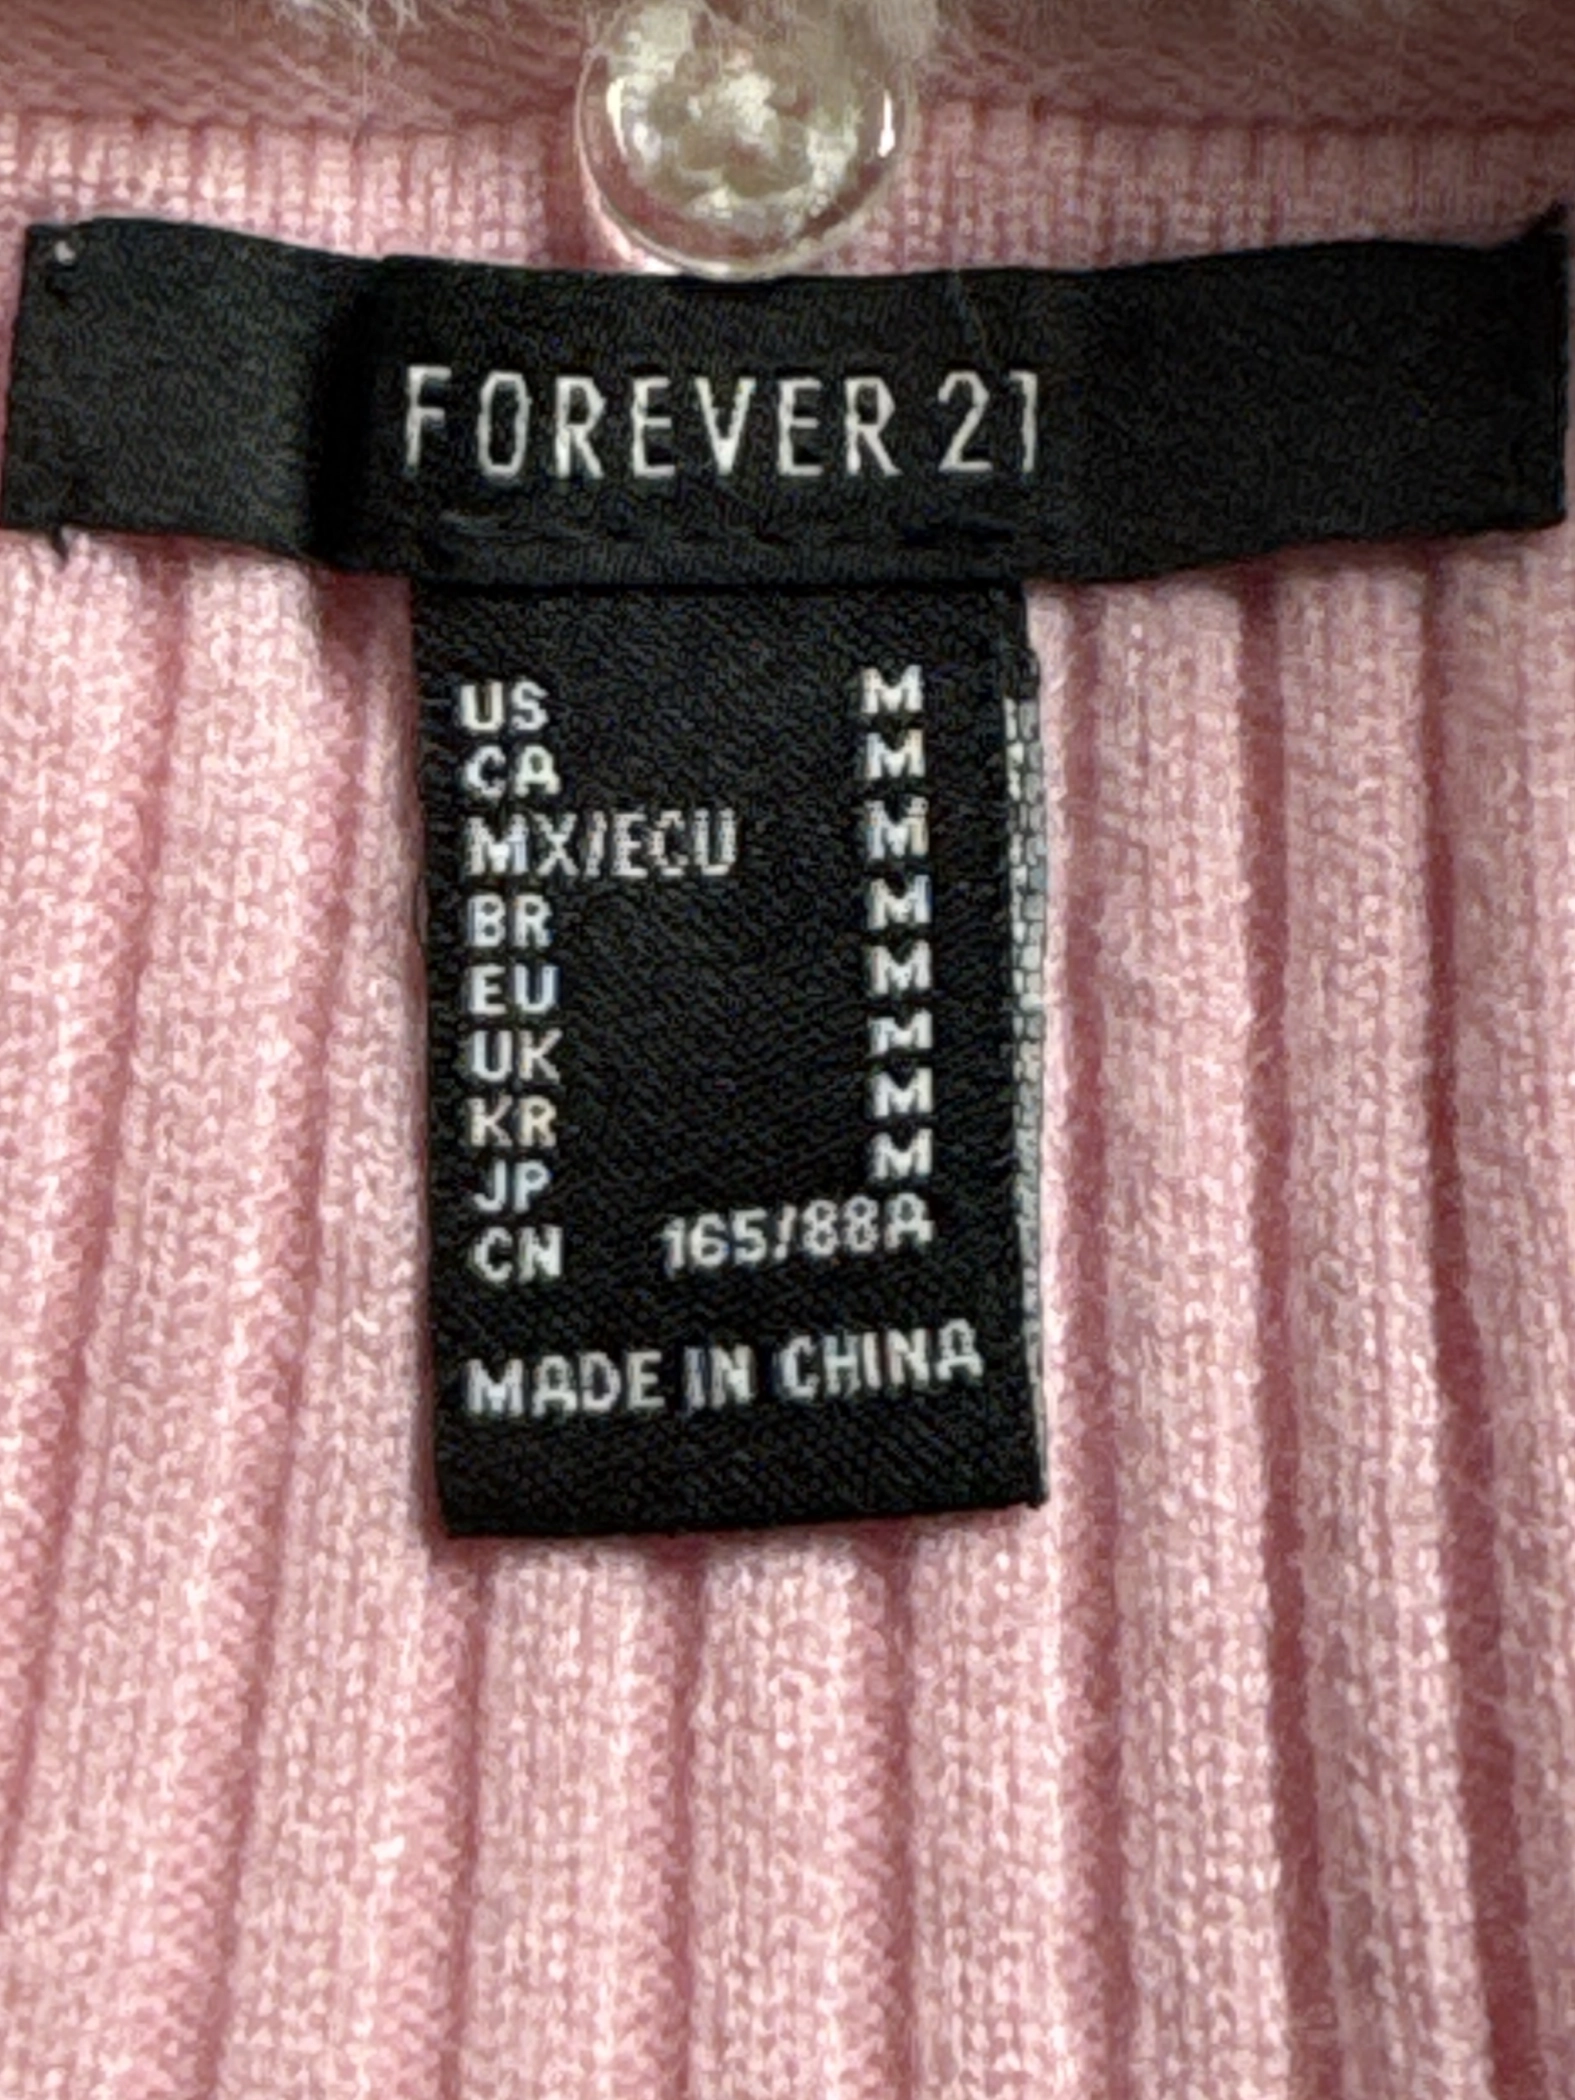 FOREVER 21
US M
CA M
MX/ECU M
BR M
EU M
UK M
KR M
JP M
CN 165/88A
MADE IN CHINA